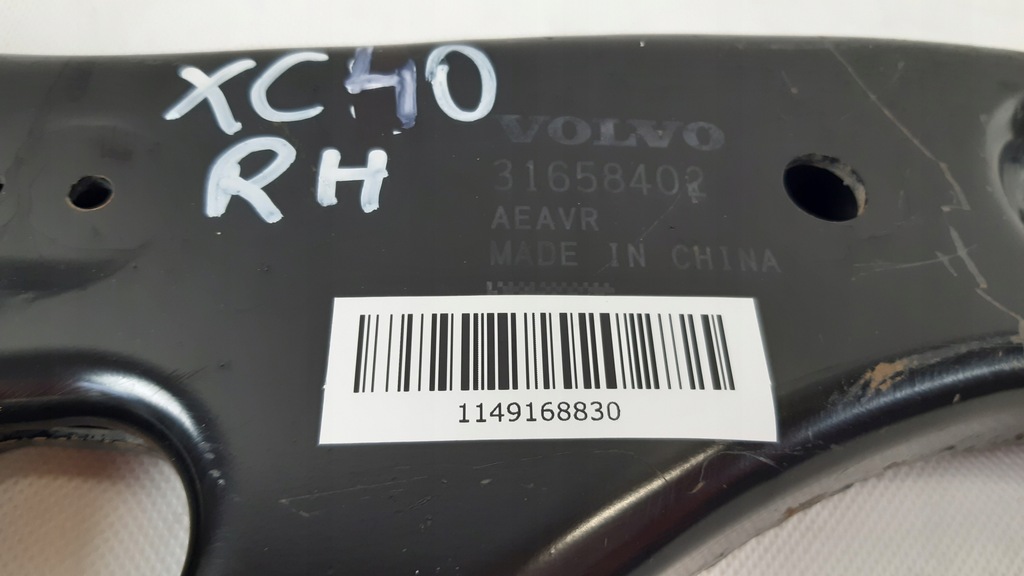 XC40
RH
VOLVO
31658402
AEAVR
MADE IN CHINA
1149168830